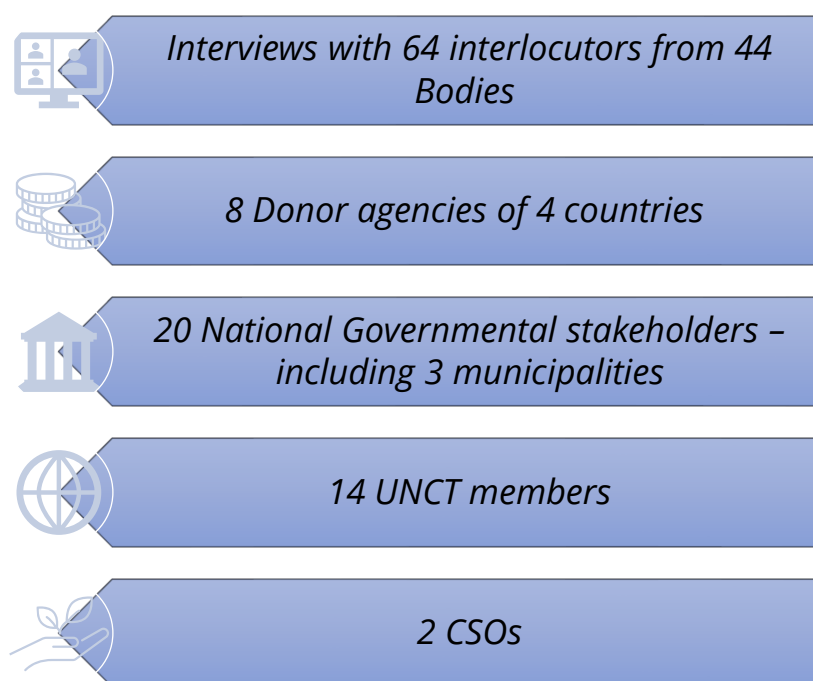 Interviews with 64 interlocutors from 44
Bodies
8 Donor agencies of 4 countries
20 National Governmental stakeholders –
including 3 municipalities
14 UNCT members
2 CSOs